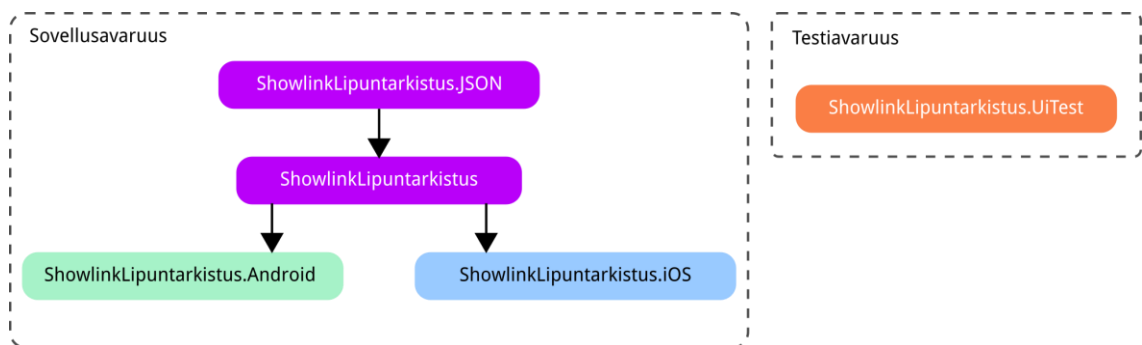 Sovellusavaruus
ShowlinkLipuntarkistus.JSON
ShowlinkLipuntarkistus
ShowlinkLipuntarkistus.Android
ShowlinkLipuntarkistus.iOS
Testiavaruus
ShowlinkLipuntarkistus.UiTest